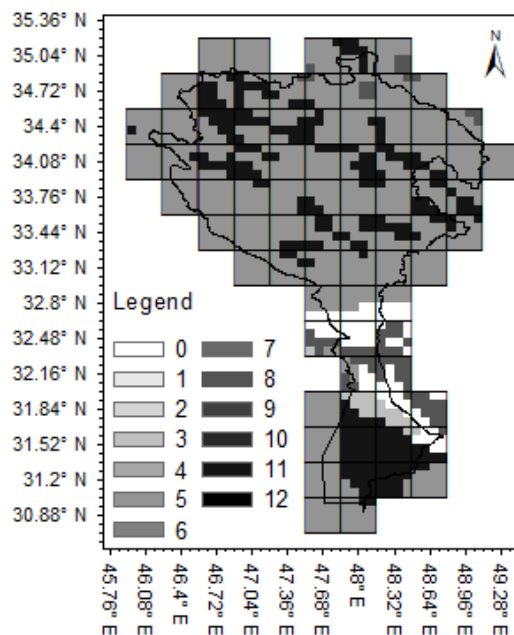 35.36° N
N
35.04° N
34.72° N
34.4° N
34.08° N
33.76° N
33.44° N
33.12° N
32.8° N
Legend
32.48° N
0 7
32.16° N
1 8
2 9
31.84° N
3 10
31.52° N
4 11
31.2° N
5 12
30.88° N
6
45.76° E
46.08° E
46.4° E
46.72° E
47.04° E
47.36° E
47.68° E
48° E
48.32° E
48.64° E
48.96° E
49.28° E